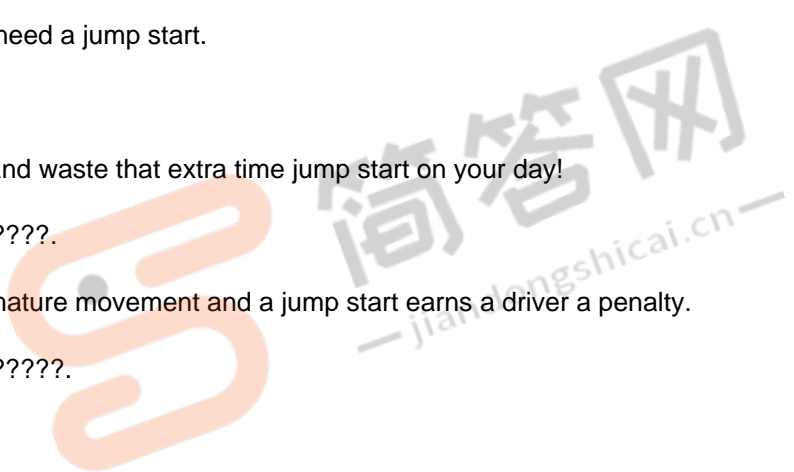 need a jump start.
nd waste that extra time jump start on your day!
????.
nature movement and a jump start earns a driver a penalty.
?????.
简答网
jiandongshicai.cn